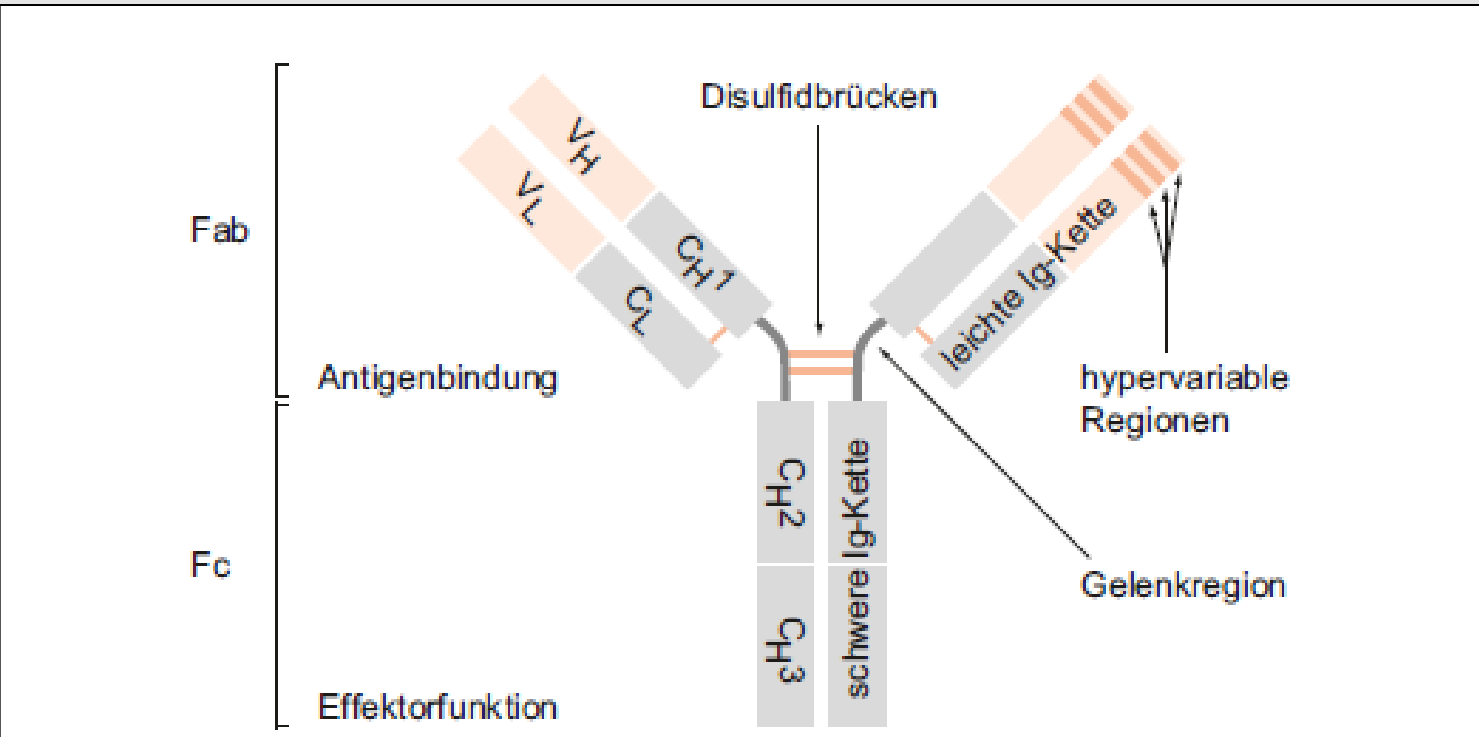 Disulfidbrücken
VH
VL
Fab
CH1
CL
leichte Ig-Kette
Antigenbindung
hypervariable
Regionen
CH2
schwere Ig-Kette
Fc
Gelenkregion
CH3
Effektorfunktion